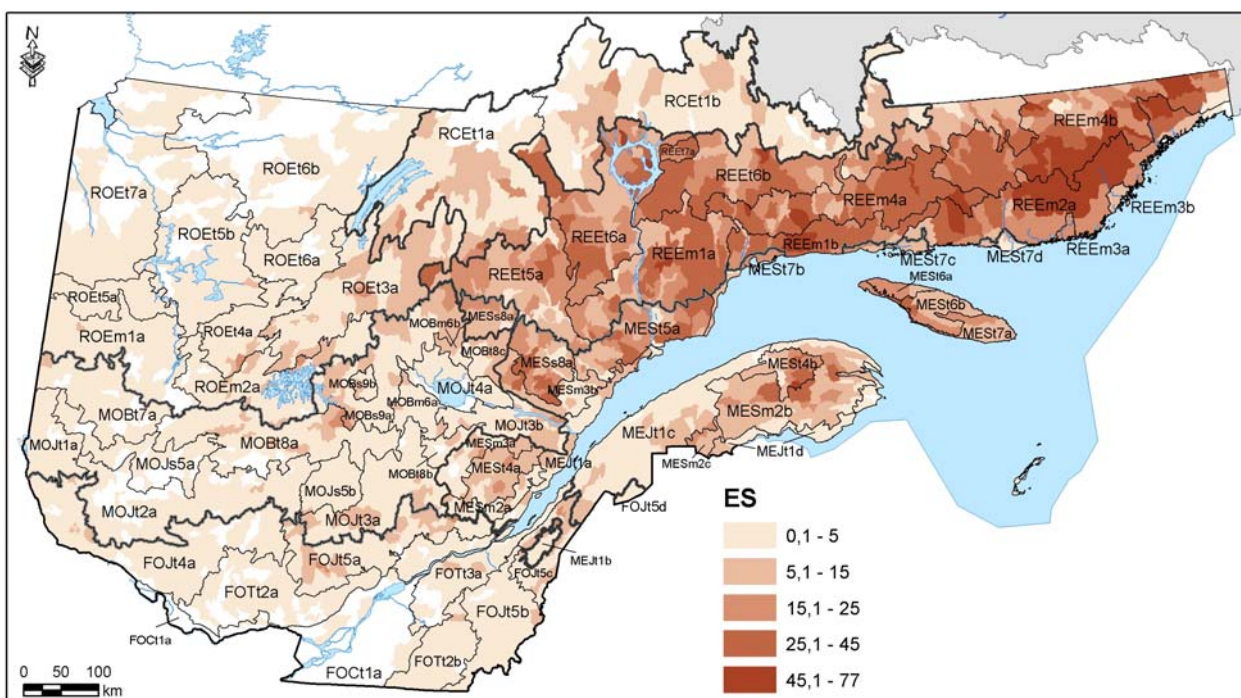 N
RCEt1b
RCEt1a
REEt7a
REEm4b
REEt6b
ROEt6b
ROEt7a
REEm4a
REEm2a
REEm3b
ROEt5b
REEt6a
REEm1a
REEm1b
REEm3a
MESt7b
MESt7c
MESt7d
MESt6a
ROEt6a
REEt5a
ROEt3a
MESt6b
ROEt5a
MESt7a
MOBm6b
MESs8a
MESt5a
ROEm1a
ROEt4a
MOBt8c
MESs8a
MESt4b
ROEm2a
MOBs9b
MOJt4a
MESm3b
MOBm6a
MOBs9a
MESm2b
MOBt7a
MOJt3b
MEJt1c
MOBt8a
MESm3a
MOJt1a
MEJt1a
MEJt1d
MOJs5a
MESt4a
MESm2c
MOBt8b
MOJs5b
MESm2a
FOJt5d
MOJt2a
MOJt3a
MEJt1b
FOJt4a
FOJt5a
FOTt3a
FOJt5c
FOTt2a
FOJt5b
FOCt1a
FOTt2b
FOCt1a
ES
0,1 - 5
5,1 - 15
15,1 - 25
25,1 - 45
45,1 - 77
0 50 100
km